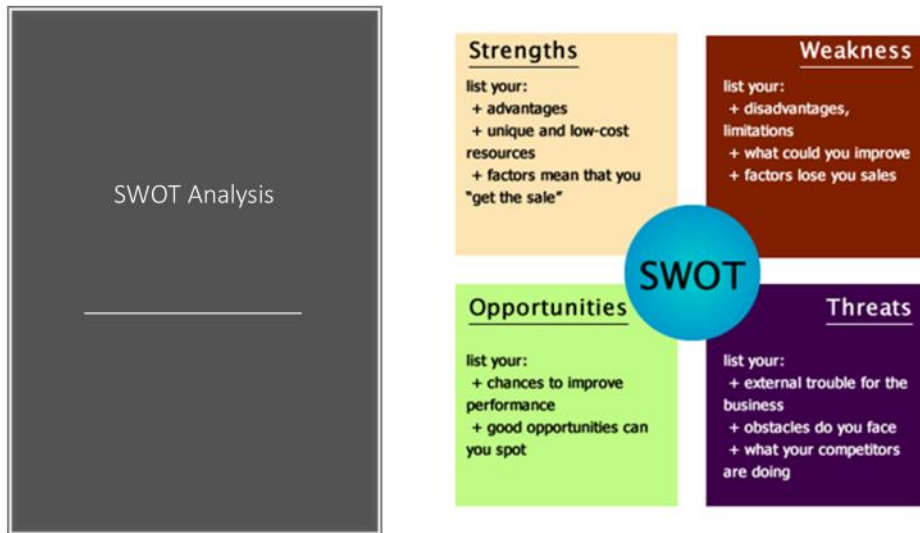 SWOT Analysis
Strengths
list your:
+ advantages
+ unique and low-cost
resources
+ factors mean that you
"get the sale"
Weakness
list your:
+ disadvantages,
limitations
+ what could you improve
+ factors lose you sales
SWOT
Opportunities
list your:
+ chances to improve
performance
+ good opportunities can
you spot
Threats
list your:
+ external trouble for the
business
+ obstacles do you face
+ what your competitors
are doing